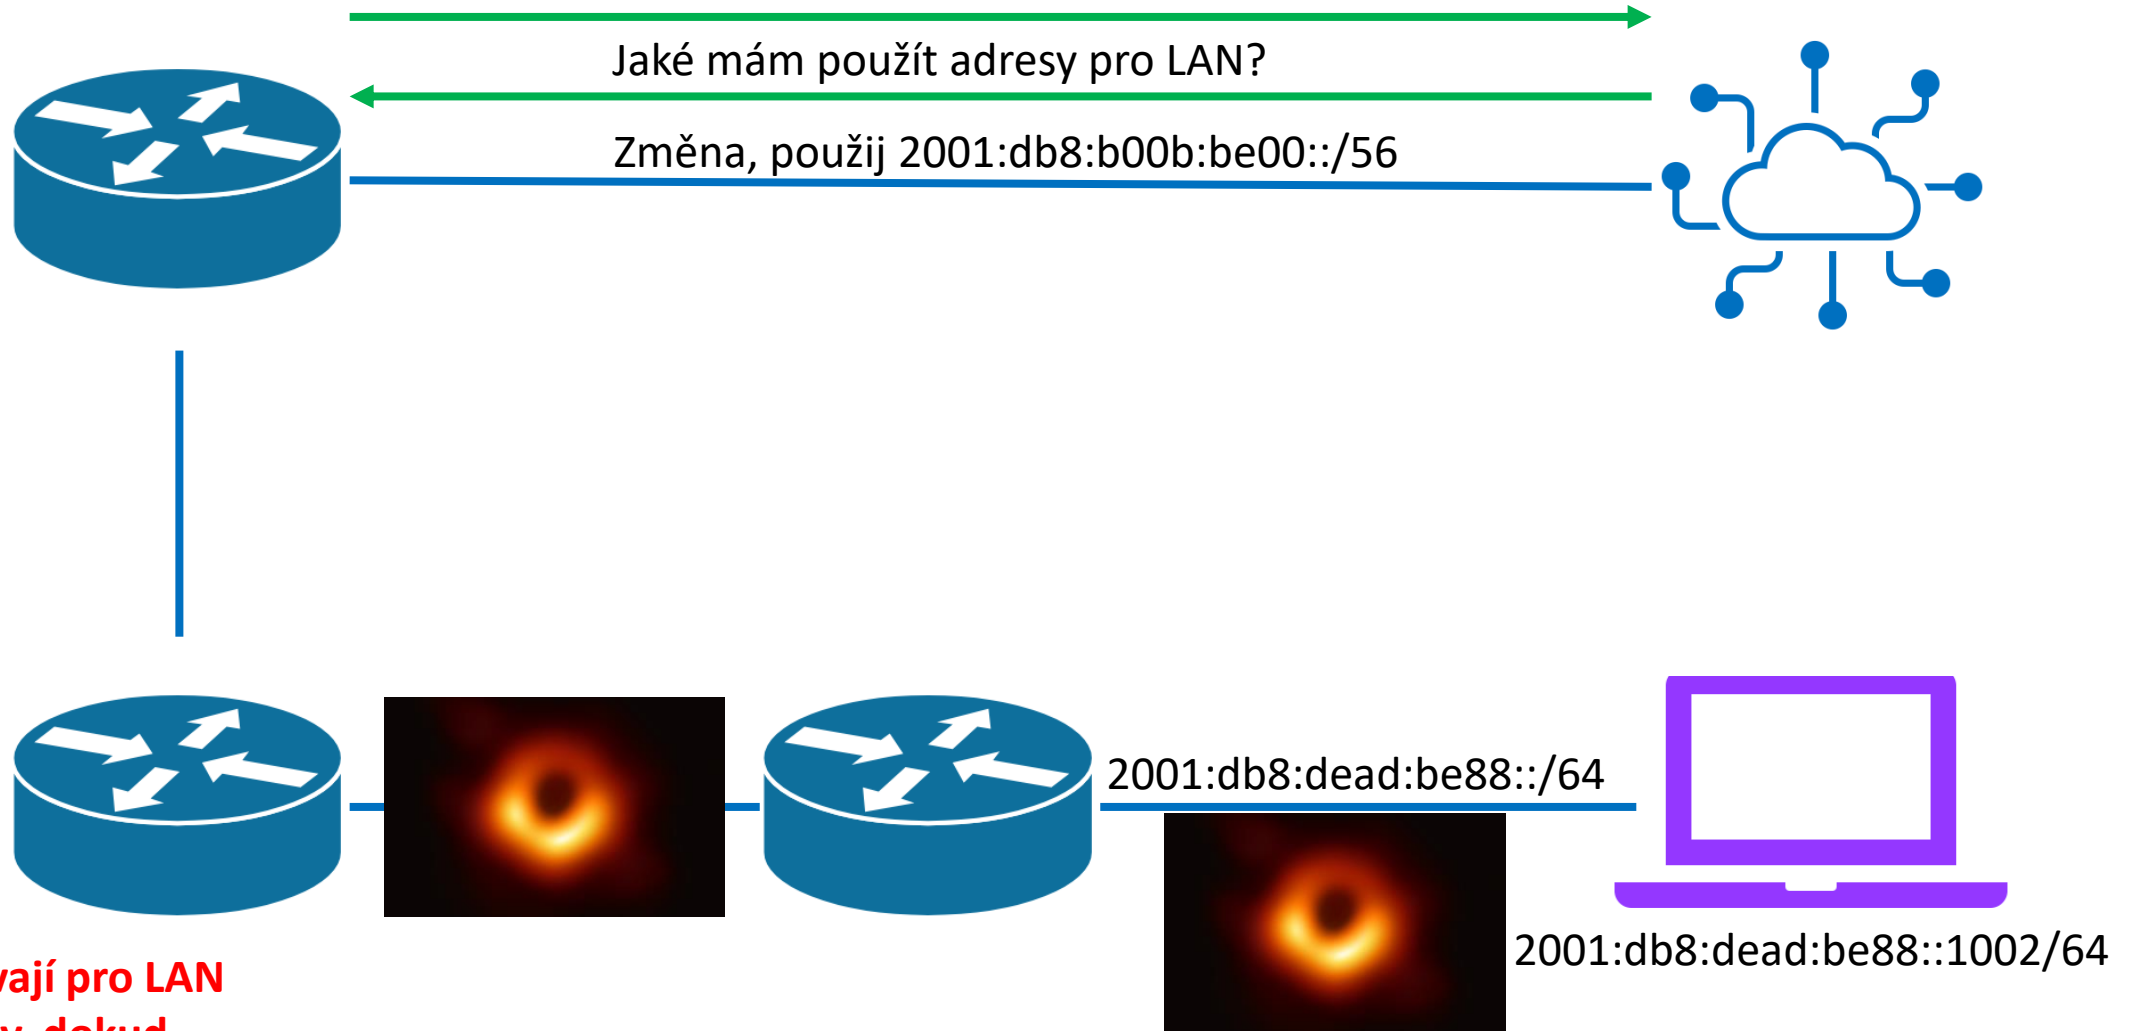 Jaké mám použít adresy pro LAN?
Změna, použij 2001:db8:b00b:be00::/56
2001:db8:dead:be88::/64
2001:db8:dead:be88::1002/64
vají pro LAN
dokud